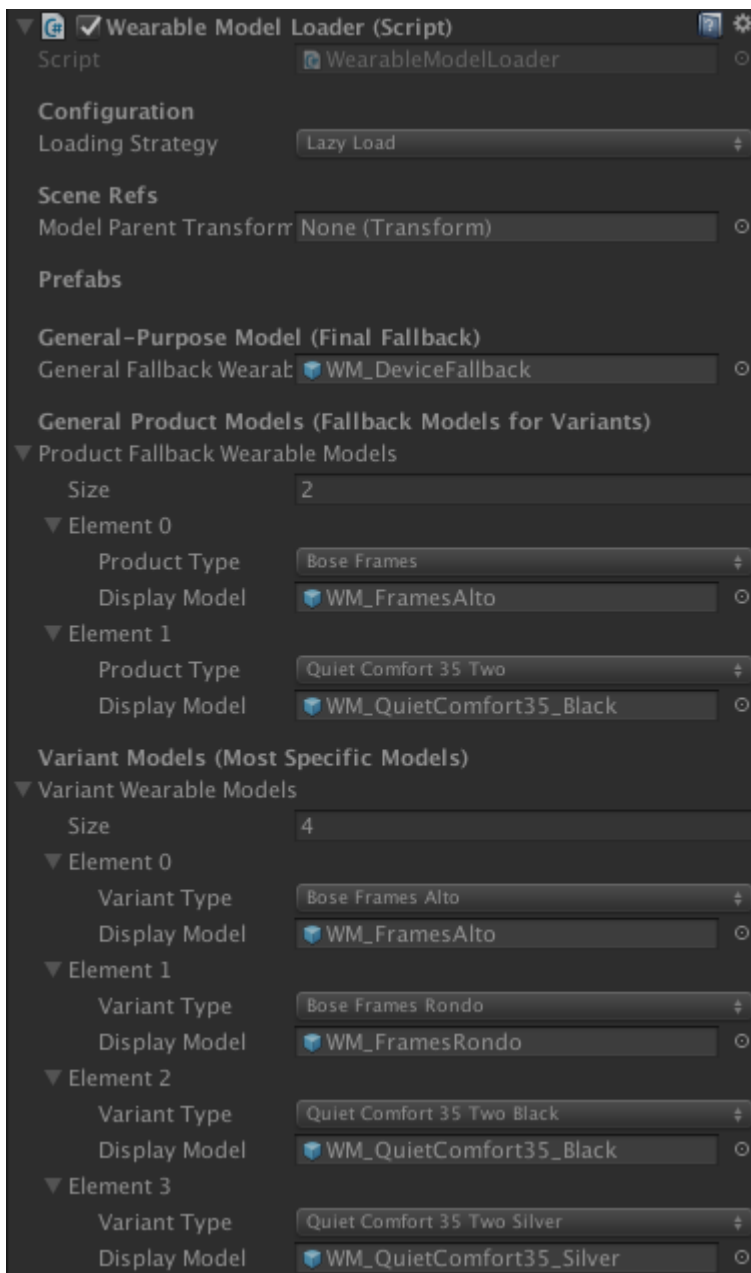 Wearable Model Loader (Script)
Script WearableModelLoader
Configuration
Loading Strategy Lazy Load
Scene Refs
Model Parent Transform None (Transform)
Prefabs
General-Purpose Model (Final Fallback)
General Fallback Wearab WM_DeviceFallback
General Product Models (Fallback Models for Variants)
Product Fallback Wearable Models
Size 2
Element 0
Product Type Bose Frames
Display Model WM_FramesAlto
Element 1
Product Type Quiet Comfort 35 Two
Display Model WM_QuietComfort35_Black
Variant Models (Most Specific Models)
Variant Wearable Models
Size 4
Element 0
Variant Type Bose Frames Alto
Display Model WM_FramesAlto
Element 1
Variant Type Bose Frames Rondo
Display Model WM_FramesRondo
Element 2
Variant Type Quiet Comfort 35 Two Black
Display Model WM_QuietComfort35_Black
Element 3
Variant Type Quiet Comfort 35 Two Silver
Display Model WM_QuietComfort35_Silver